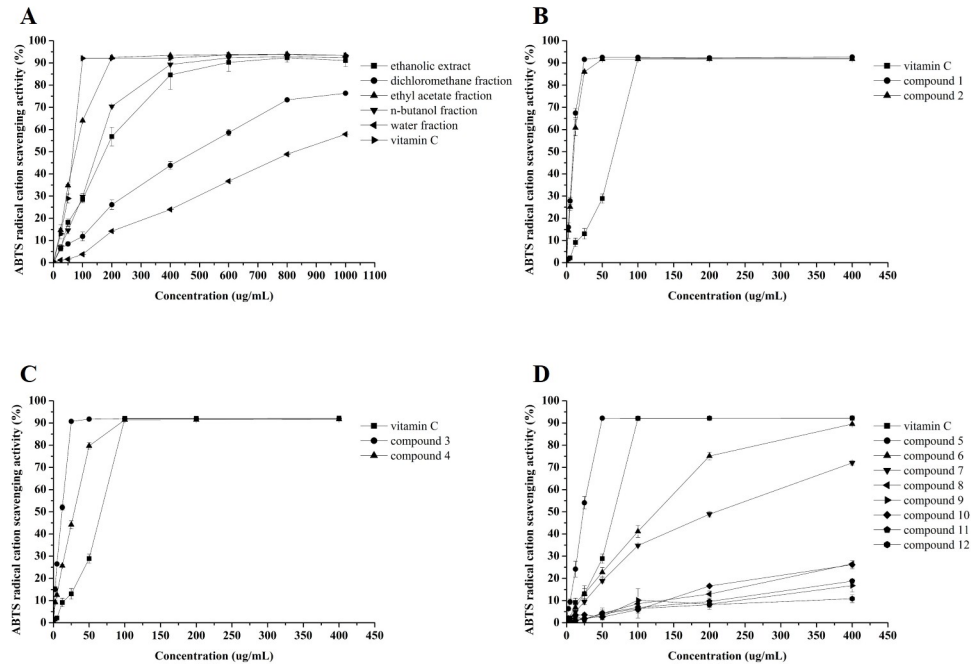 A
ABTS radical cation scavenging activity (%)
100
90
80
70
60
50
40
30
20
10
0
0 100 200 300 400 500 600 700 800 900 1000 1100
Concentration (ug/mL)
ethanolic extract
dichloromethane fraction
ethyl acetate fraction
n-butanol fraction
water fraction
vitamin C
B
ABTS radical cation scavenging activity (%)
100
90
80
70
60
50
40
30
20
10
0
0 50 100 150 200 250 300 350 400 450
Concentration (ug/mL)
vitamin C
compound 1
compound 2
C
ABTS radical cation scavenging activity (%)
100
90
80
70
60
50
40
30
20
10
0
0 50 100 150 200 250 300 350 400 450
Concentration (ug/mL)
vitamin C
compound 3
compound 4
D
ABTS radical cation scavenging activity (%)
100
90
80
70
60
50
40
30
20
10
0
0 50 100 150 200 250 300 350 400 450
Concentration (ug/mL)
vitamin C
compound 5
compound 6
compound 7
compound 8
compound 9
compound 10
compound 11
compound 12